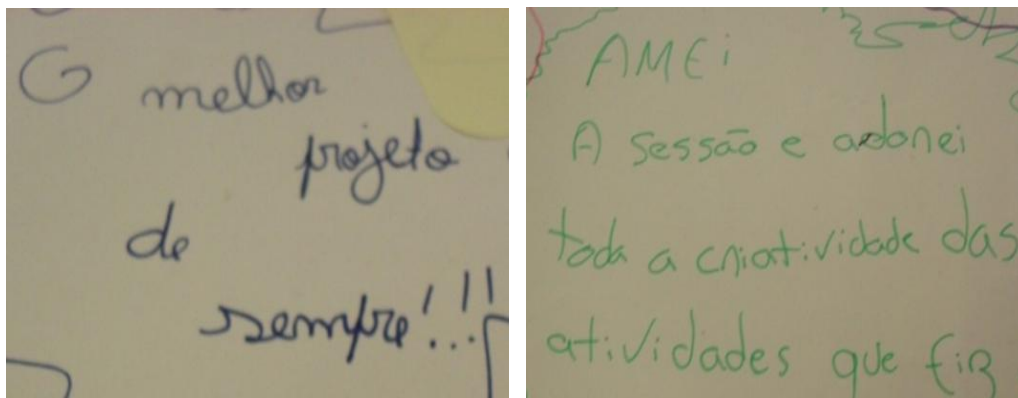 O melhor
projeto
de
sempre!!!
AMEi
A sessão e adorei
toda a criatividade das
atividades que fiz